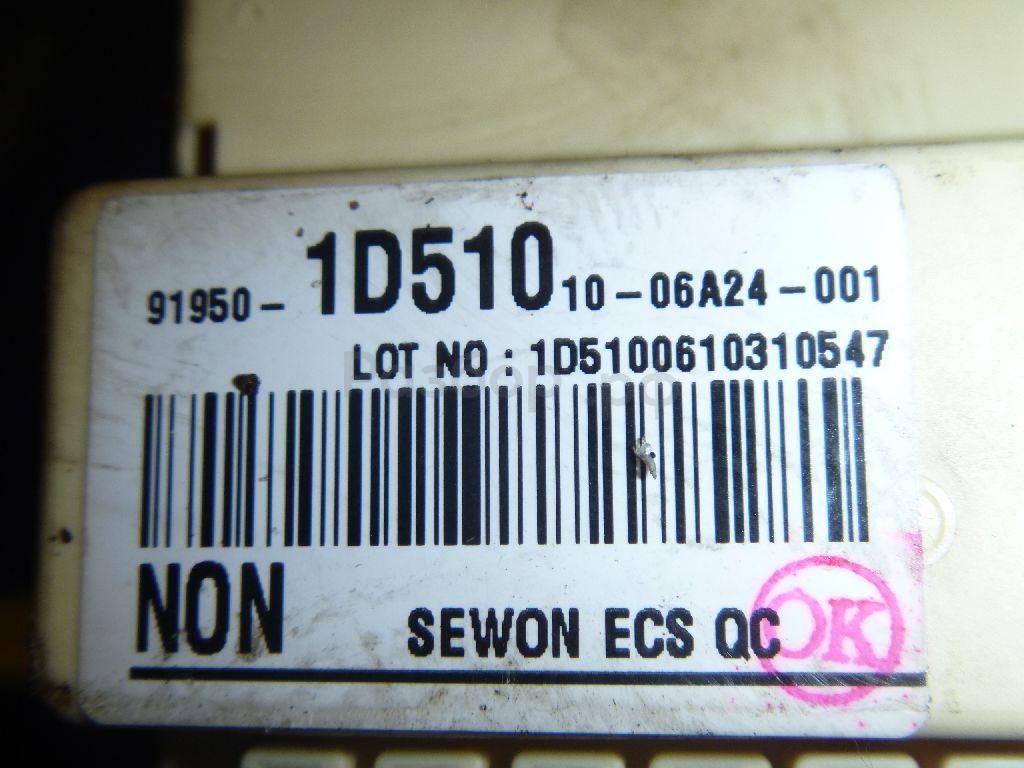 91950- 1D510 10-06A24-001
LOT NO : 1D5100610310547
NON SEWON ECS QC OK